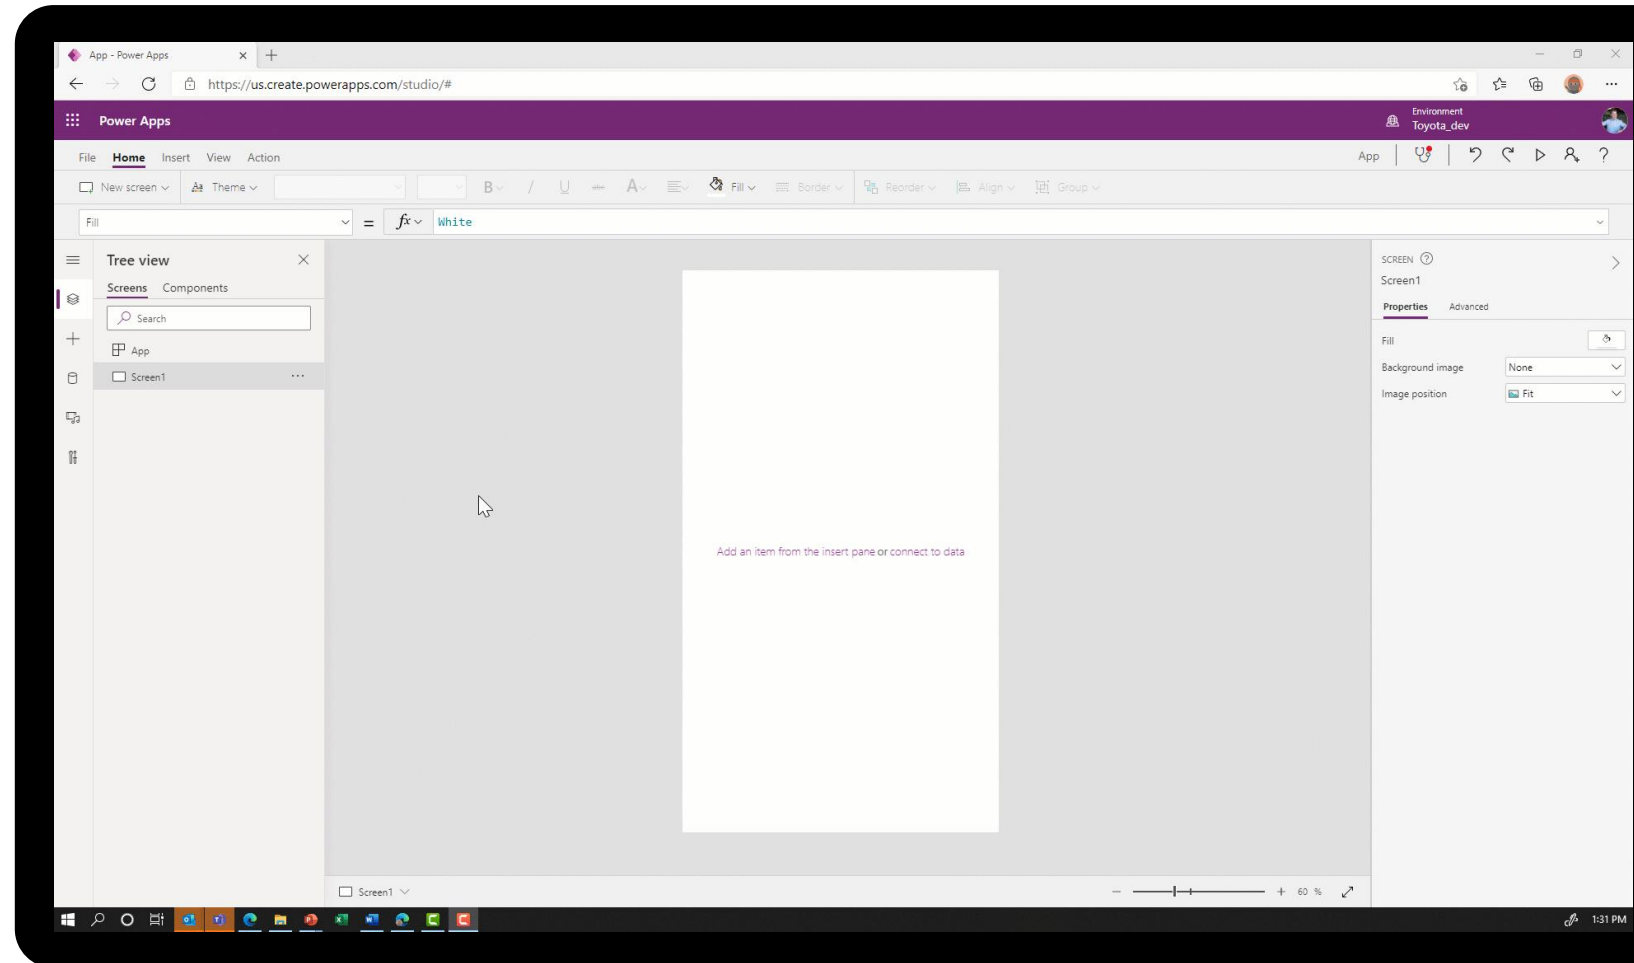 App - Power Apps
https://us.create.powerapps.com/studio/#
Power Apps
Environment
Toyota_dev
File Home Insert View Action
App
New screen Theme B / U abc A Fill Border Reorder Align Group
Fill = fx White
Tree view
Screens Components
Search
App
Screen1
Add an item from the insert pane or connect to data
SCREEN
Screen1
Properties Advanced
Fill
Background image None
Image position Fit
Screen1
60 %
1:31 PM